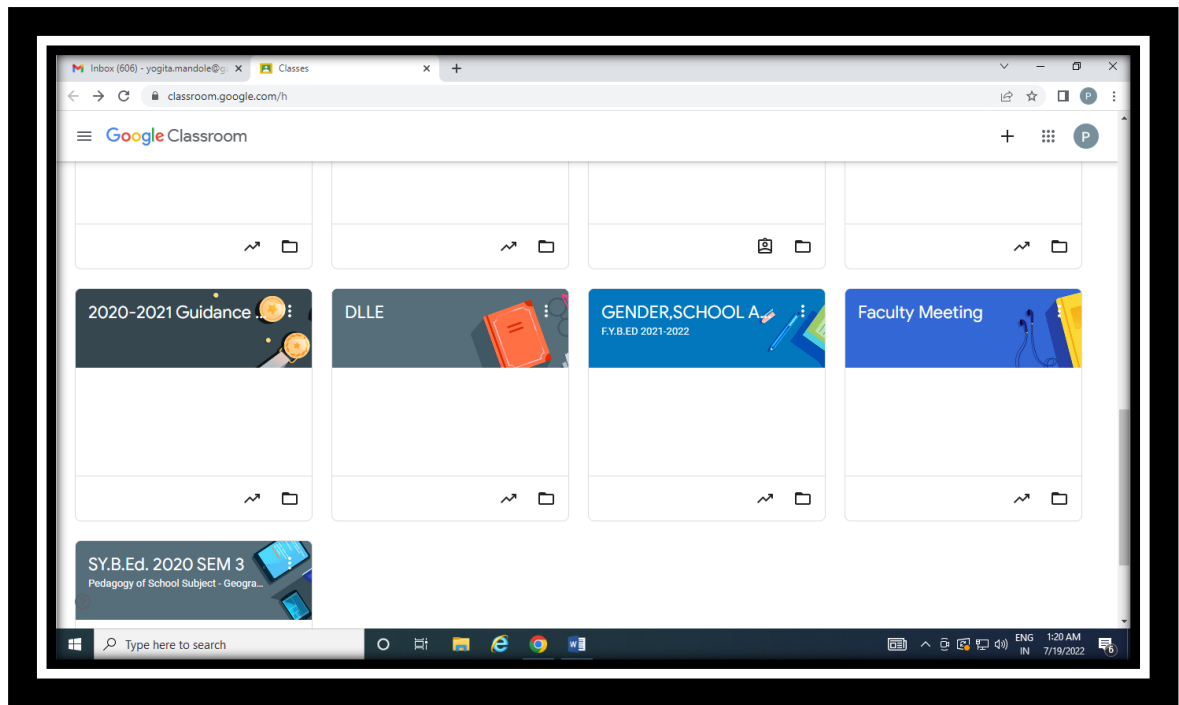 Inbox (606) - yogita.mandole@g
Classes
classroom.google.com/h
P
Google Classroom
P
2020-2021 Guidance ...
DLLE
GENDER,SCHOOL A...
F.Y.B.ED 2021-2022
Faculty Meeting
SY.B.Ed. 2020 SEM 3
Pedagogy of School Subject - Geogra...
Type here to search
ENG
IN
1:20 AM
7/19/2022
6